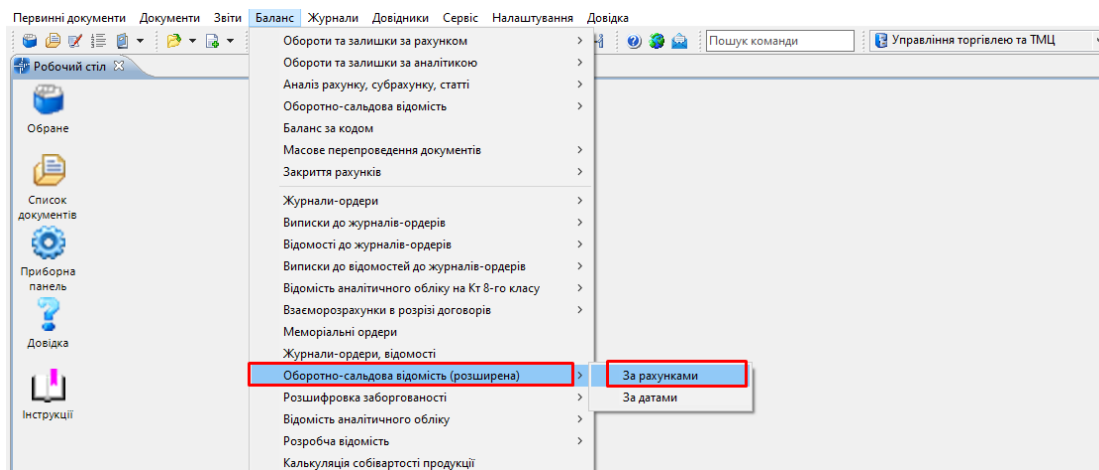 Первинні документи Документи Звіти Баланс Журнали Довідники Сервіс Налаштування Довідка
Пошук команди
Управління торгівлею та ТМЦ
Робочий стіл
Обране
Список
документів
Приборна
панель
Довідка
Інструкції
Обороти та залишки за рахунком
Обороти та залишки за аналітикою
Аналіз рахунку, субрахунку, статті
Оборотно-сальдова відомість
Баланс за кодом
Масове перепроведення документів
Закриття рахунків
Журнали-ордери
Виписки до журналів-ордерів
Відомості до журналів-ордерів
Виписки до відомостей до журналів-ордерів
Відомість аналітичного обліку на Кт 8-го класу
Взаєморозрахунки в розрізі договорів
Меморіальні ордери
Журнали-ордери, відомості
Оборотно-сальдова відомість (розширена)
Розшифровка заборгованості
Відомість аналітичного обліку
Розробча відомість
Калькуляція собівартості продукції
За рахунками
За датами